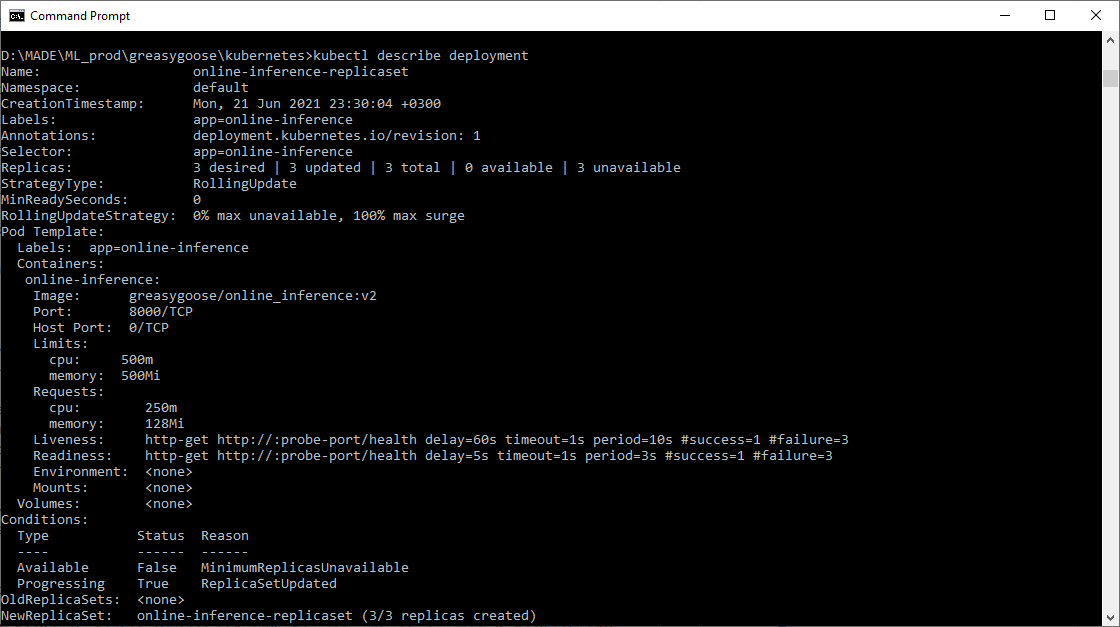 Command Prompt
D:\MADE\ML_prod\greasygoose\kubernetes>kubectl describe deployment
Name:                   online-inference-replicaset
Namespace:              default
CreationTimestamp:      Mon, 21 Jun 2021 23:30:04 +0300
Labels:                 app=online-inference
Annotations:            deployment.kubernetes.io/revision: 1
Selector:               app=online-inference
Replicas:               3 desired | 3 updated | 3 total | 0 available | 3 unavailable
StrategyType:           RollingUpdate
MinReadySeconds:        0
RollingUpdateStrategy:  0% max unavailable, 100% max surge
Pod Template:
  Labels:  app=online-inference
  Containers:
   online-inference:
    Image:      greasygoose/online_inference:v2
    Port:       8000/TCP
    Host Port:  0/TCP
    Limits:
      cpu:     500m
      memory:  500Mi
    Requests:
      cpu:        250m
      memory:     128Mi
    Liveness:     http-get http://:probe-port/health delay=60s timeout=1s period=10s #success=1 #failure=3
    Readiness:    http-get http://:probe-port/health delay=5s timeout=1s period=3s #success=1 #failure=3
    Environment:  <none>
    Mounts:       <none>
  Volumes:        <none>
Conditions:
  Type           Status  Reason
  ----           ------  ------
  Available      False   MinimumReplicasUnavailable
  Progressing    True    ReplicaSetUpdated
OldReplicaSets:  <none>
NewReplicaSet:   online-inference-replicaset (3/3 replicas created)